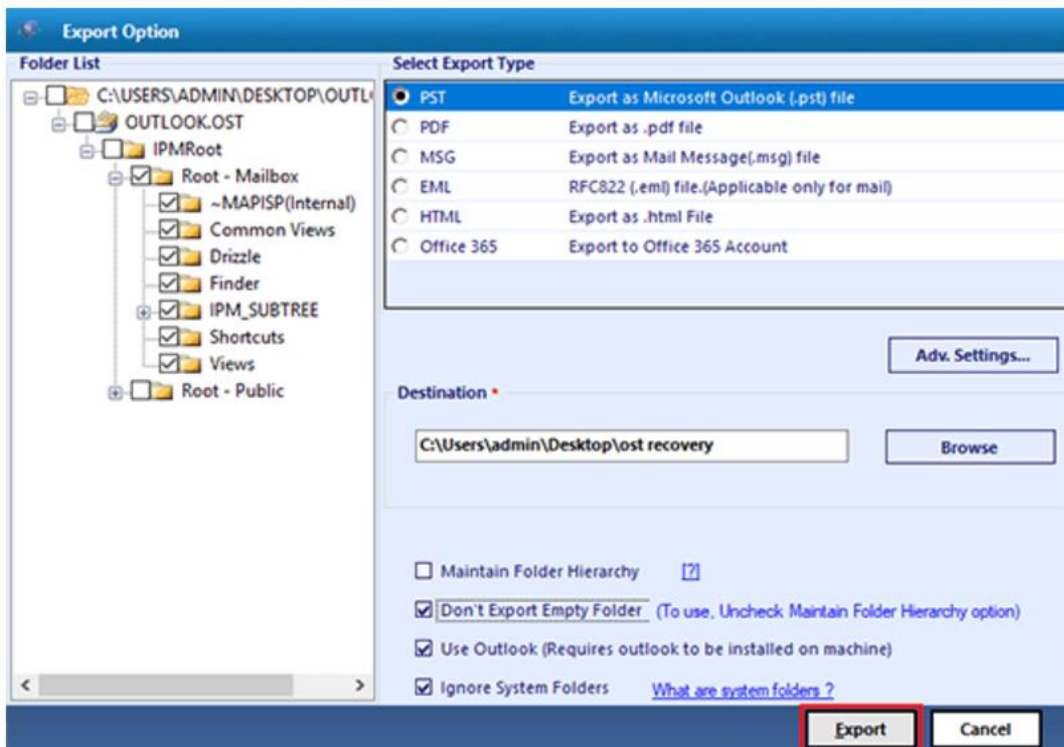 Export Option
Folder List
C:\USERS\ADMIN\DESKTOP\OUTL
OUTLOOK.OST
IPMRoot
Root - Mailbox
~MAPISP(Internal)
Common Views
Drizzle
Finder
IPM_SUBTREE
Shortcuts
Views
Root - Public
Select Export Type
PST Export as Microsoft Outlook (.pst) file
PDF Export as .pdf file
MSG Export as Mail Message(.msg) file
EML RFC822 (.eml) file.(Applicable only for mail)
HTML Export as .html File
Office 365 Export to Office 365 Account
Adv. Settings...
Destination *
C:\Users\admin\Desktop\ost recovery
Browse
Maintain Folder Hierarchy [?]
Don't Export Empty Folder (To use, Uncheck Maintain Folder Hierarchy option)
Use Outlook (Requires outlook to be installed on machine)
Ignore System Folders What are system folders ?
Export Cancel